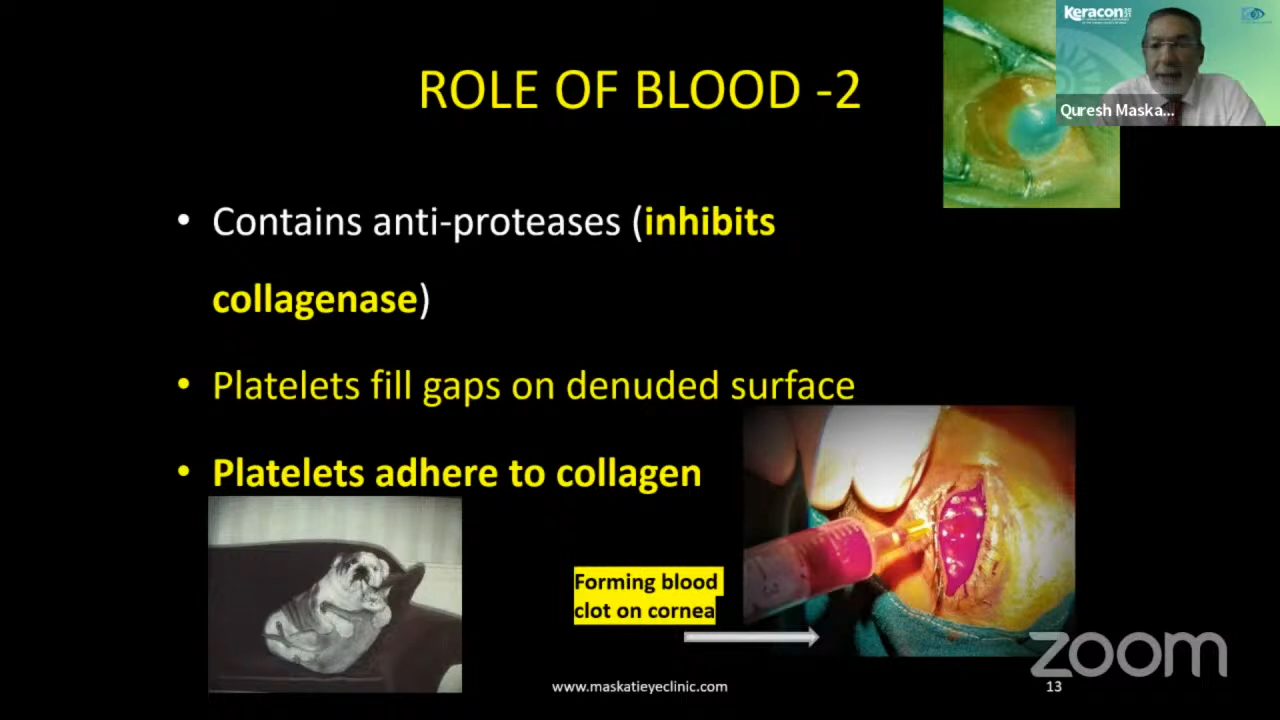 Keracon
Quresh Maska...
ROLE OF BLOOD -2
• Contains anti-proteases (inhibits
collagenase)
• Platelets fill gaps on denuded surface
• Platelets adhere to collagen
Forming blood
clot on cornea
zoom
www.maskatieyeclinic.com
13